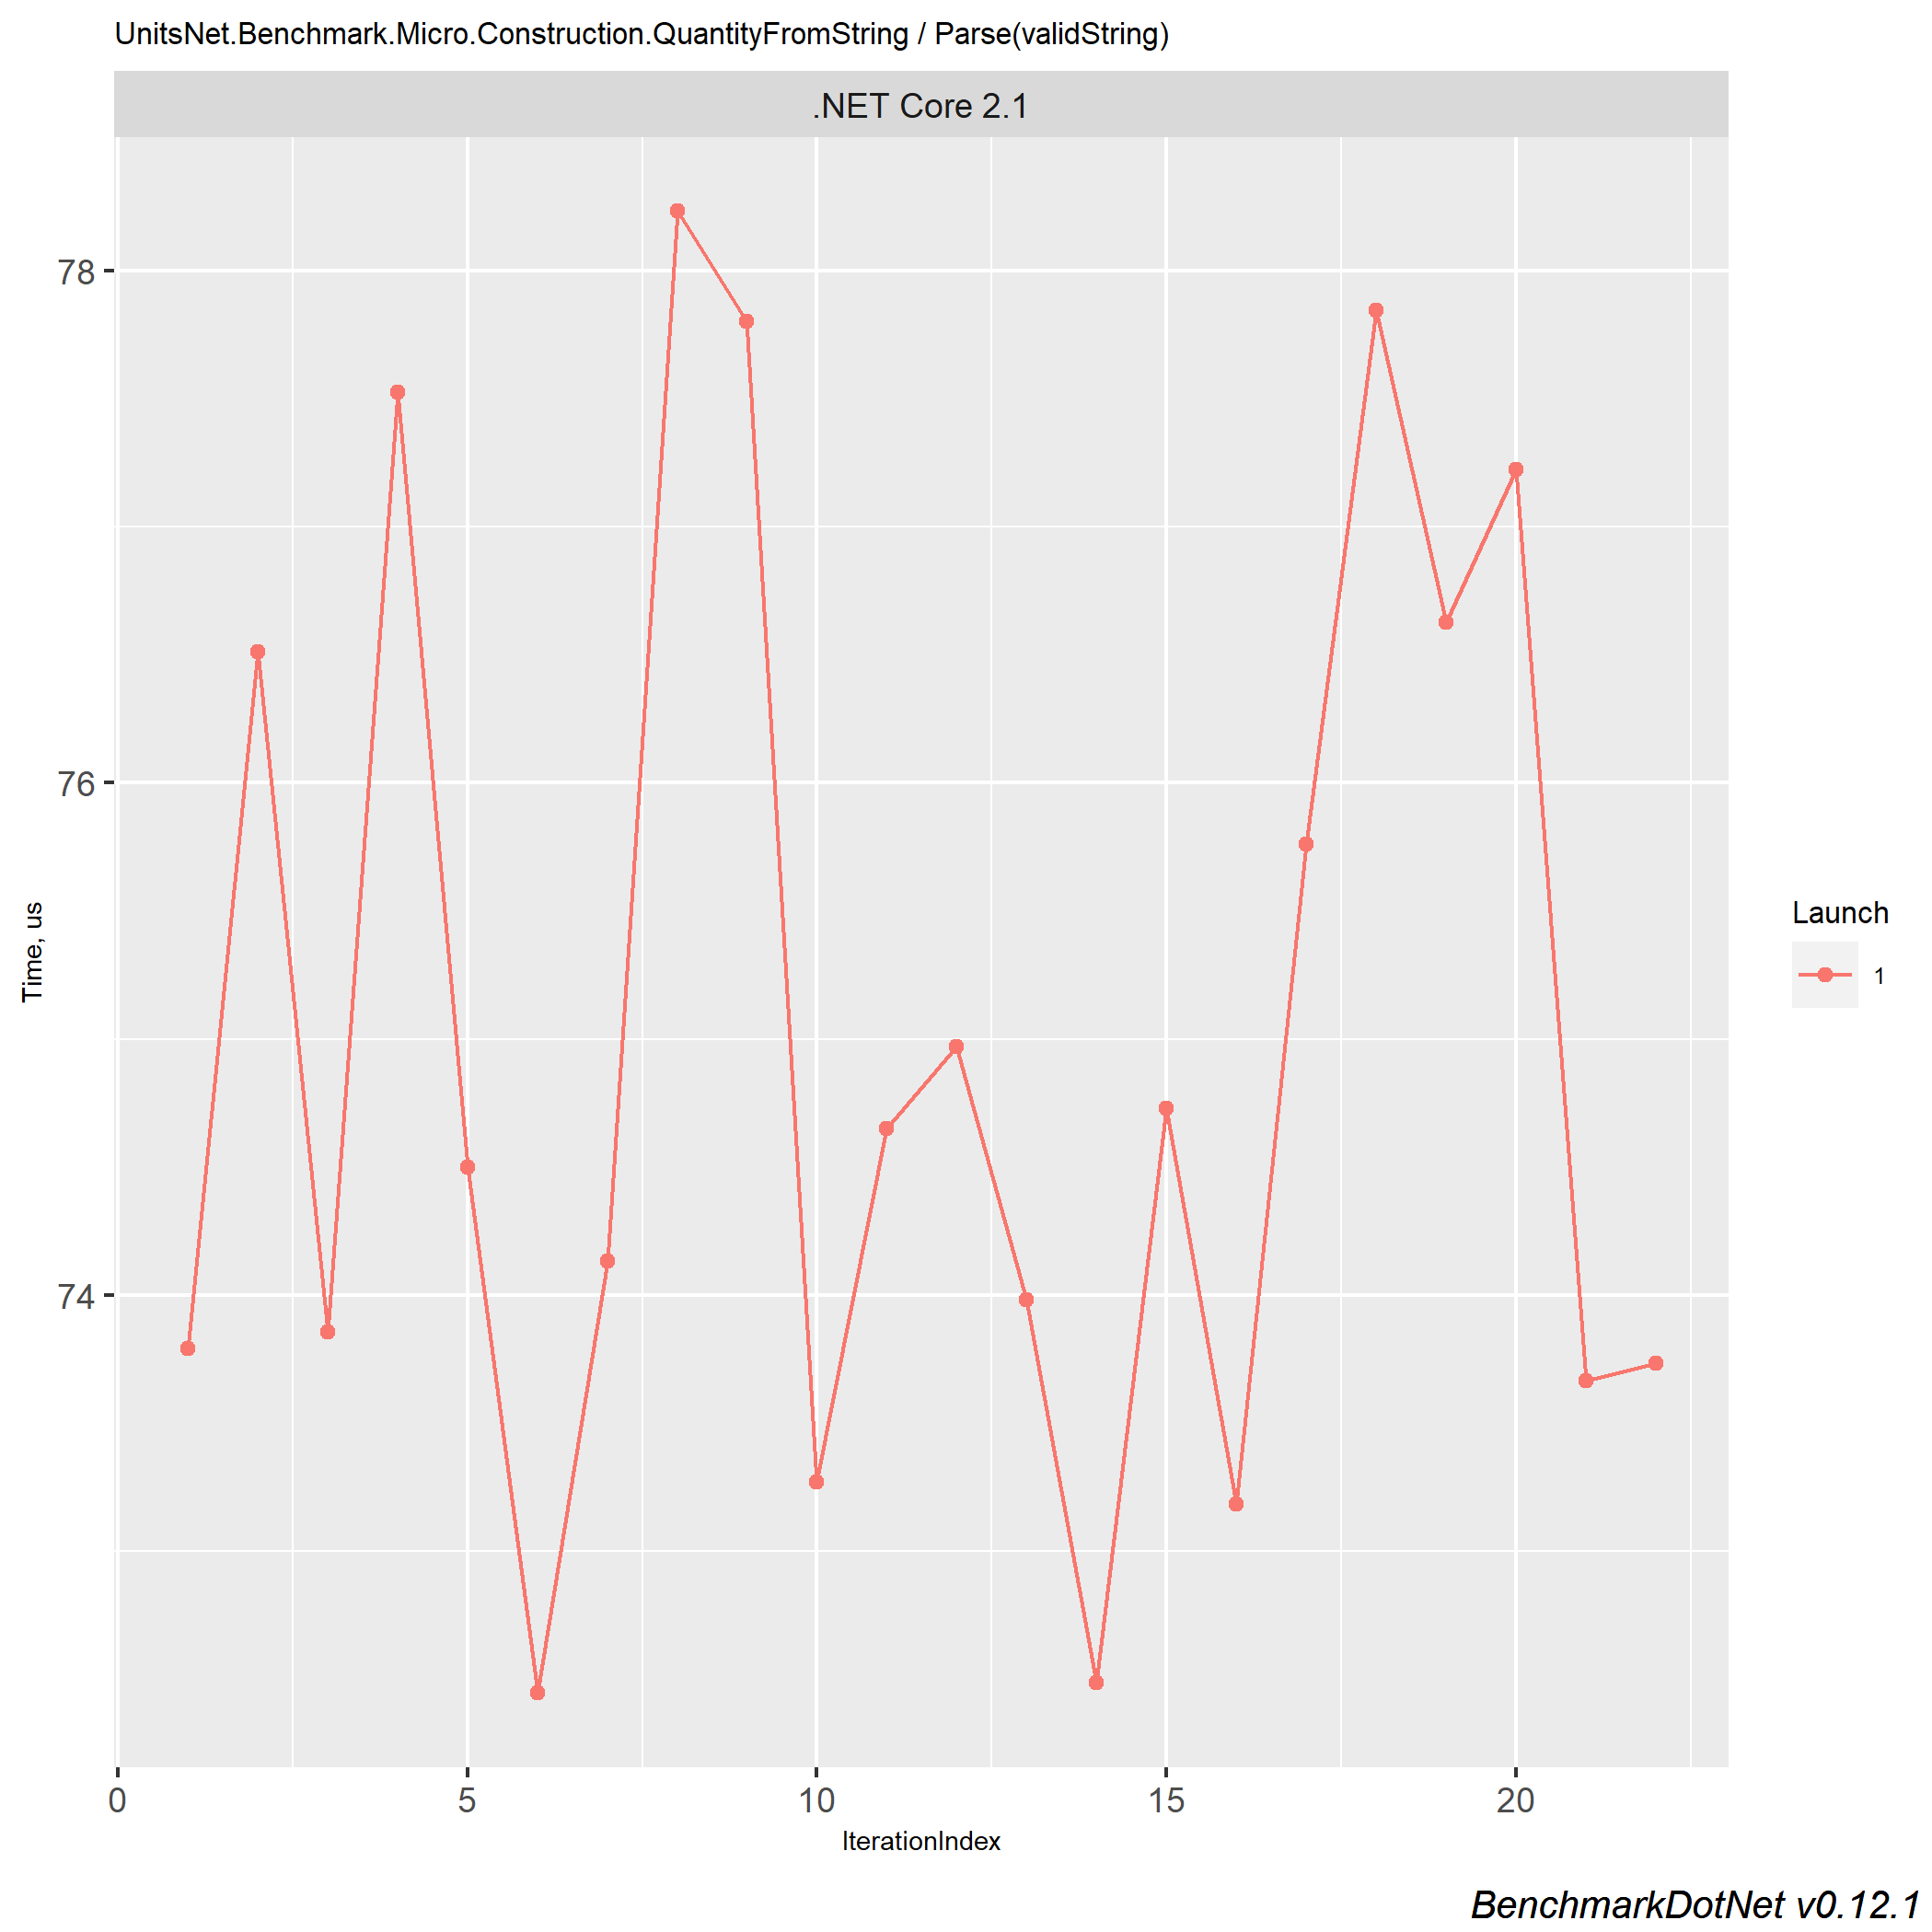 UnitsNet.Benchmark.Micro.Construction.QuantityFromString / Parse(validString)
.NET Core 2.1
78
76
74
Time, us
0 5 10 15 20
IterationIndex
Launch
1
BenchmarkDotNet v0.12.1